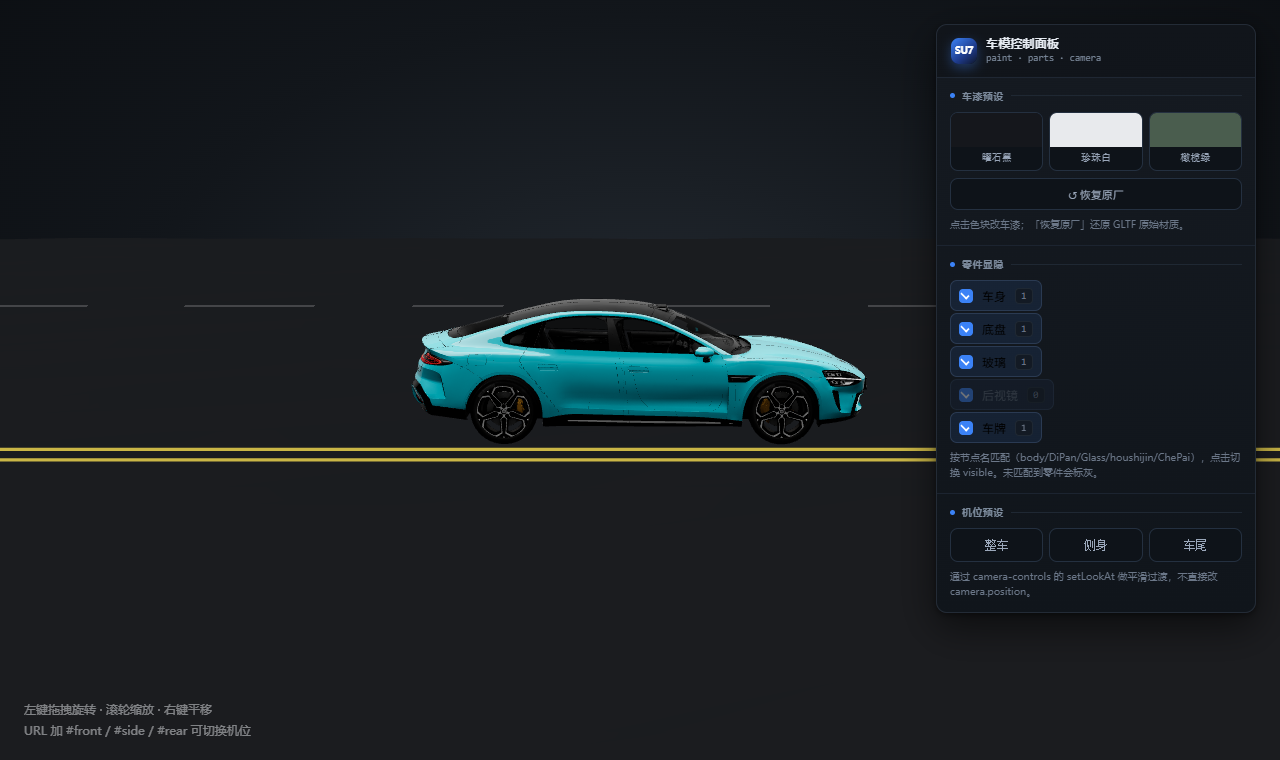 SU7
车模控制面板
paint · parts · camera
车漆预设
曜石黑
珍珠白
橄榄绿
↺ 恢复原厂
点击色块改车漆；「恢复原厂」还原 GLTF 原始材质。
零件显隐
车身 1
底盘 1
玻璃 1
后视镜 0
车牌 1
按节点名匹配（body/DiPan/Glass/houshijin/ChePai），点击切
换 visible。未匹配到零件会标灰。
机位预设
整车
侧身
车尾
通过 camera-controls 的 setLookAt 做平滑过渡，不直接改
camera.position。
左键拖拽旋转 · 滚轮缩放 · 右键平移
URL 加 #front / #side / #rear 可切换机位